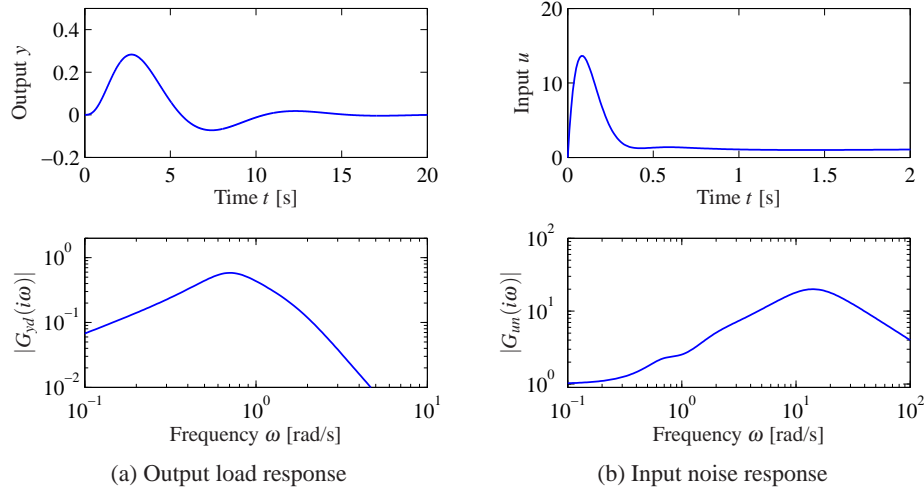 0.4
0.2
0
−0.2
Output y
0 5 10 15 20
Time t [s]
20
10
0
Input u
0 0.5 1 1.5 2
Time t [s]
10^0
10^−1
10^−2
|G_yd(iω)|
10^−1 10^0 10^1
Frequency ω [rad/s]
(a) Output load response
10^2
10^1
10^0
|G_un(iω)|
10^−1 10^0 10^1 10^2
Frequency ω [rad/s]
(b) Input noise response